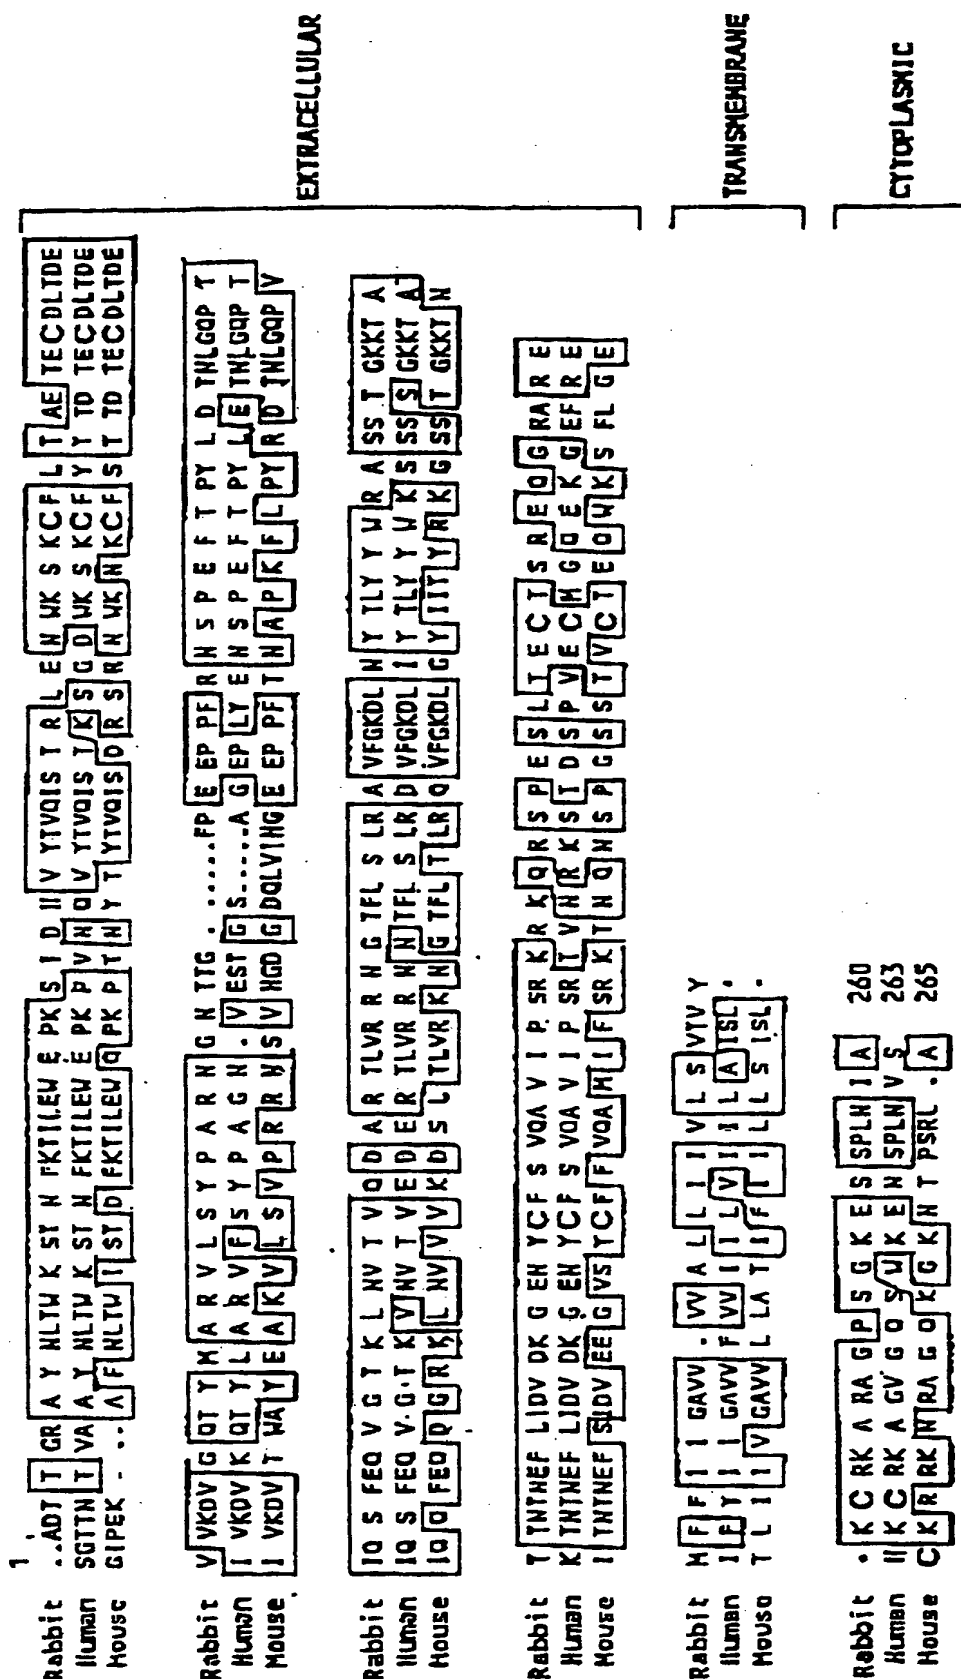 1
Rabbit ..ADT T GR A Y NLTW K ST N FKTILEW E PK S I D H V YTVQIS T R L E N WK S KCF L T AE TECDLTDE
Human SGTTN T VA A Y NLTW K ST N FKTILEW E PK P V N Q V YTVQIS T K S G D WK S KCF Y T TD TECDLTDE
Mouse GIPEK - .. A F NLTW I ST D FKTILEW Q PK P T N Y T YTVQIS D R S R N WK N KCF S T TD TECDLTDE
Rabbit V VKDV G QT Y M A R V L S Y P A R N G N TTG . .....FP E EP PF R N S P E F T P Y L D TNLGQP T
Human I VKDV K QT Y L A R V F S Y P A G N . V EST G S.....A G EP LY E N S P E F T P Y L E TNLGQP T
Mouse I VKDV T WA Y E A K V L S V P R R N S V HGD G DQLVIHG E EP PF T N A P K F L P Y R D TNLGQP V
EXTRACELLULAR
Rabbit IQ S FEQ V G T K L NV T V Q D A R TLVR R N G TFL S LR A VFGKDL N Y TLY Y W R A SS T GKKT A
Human IQ S FEQ V G T K V NV T V E D E R TLVR R N N TFL S LR D VFGKDL I Y TLY Y W K S SS S GKKT A
Mouse IQ Q FEQ D G R K L NV V V K D S L TLVR K N G TFL T LR Q VFGKDL G Y IIT Y R K G SS T GKKT N
Rabbit T TNTNEF LIDV DK G EN YCF S VQA V I P SR K R K Q R S P E S L T E C T S R E Q G RA R E
Human K TNTNEF LIDV DK G EN YCF S VQA V I P SR T V N R K S T D S P V E C M G Q E K G EF R E
Mouse I TNTNEF SIDV EE G VS YCF F VQA M I F SR K T N Q N S P G S S T V C T E Q W K S FL G E
Rabbit M F F I I GAVV . VV A L L I I V L S VTV Y
Human I F Y I I GAVV F VV I I L V I I L A ISL .
Mouse T L I I V GAVV L LA T I F I I L L S ISL .
TRANSMEMBRANE
Rabbit . K C RK A RA G P S G K E S SPLN I A 260
Human H K C RK A GV G Q S W K E N SPLN V S 263
Mouse C K R RK W RA G Q K G K N T PSRL . A 265
CYTOPLASMIC